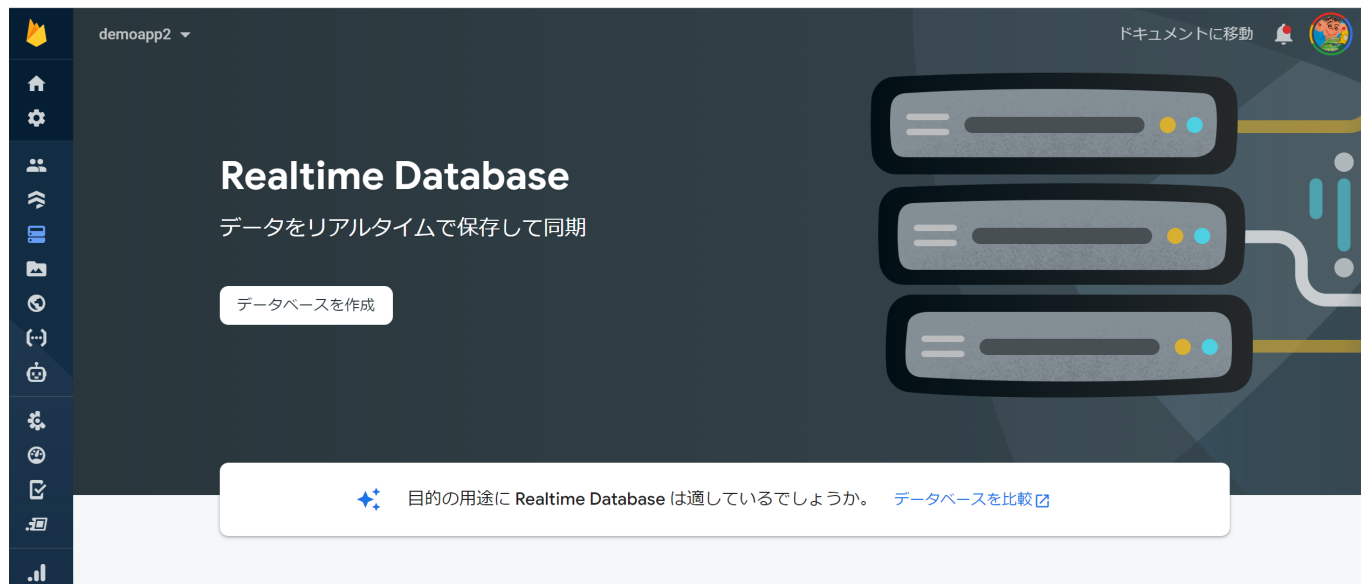 demoapp2
ドキュメントに移動
Realtime Database
データをリアルタイムで保存して同期
データベースを作成
目的の用途に Realtime Database は適しているでしょうか。 データベースを比較